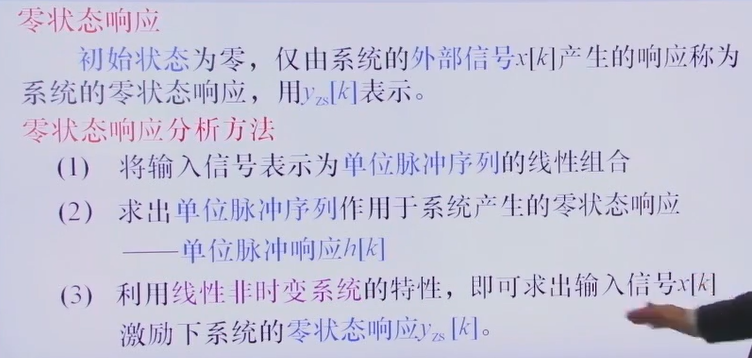 零状态响应
初始状态为零，仅由系统的外部信号x[k]产生的响应称为
系统的零状态响应，用yzs[k]表示。
零状态响应分析方法
(1) 将输入信号表示为单位脉冲序列的线性组合
(2) 求出单位脉冲序列作用于系统产生的零状态响应
——单位脉冲响应h[k]
(3) 利用线性非时变系统的特性，即可求出输入信号x[k]
激励下系统的零状态响应yzs [k]。